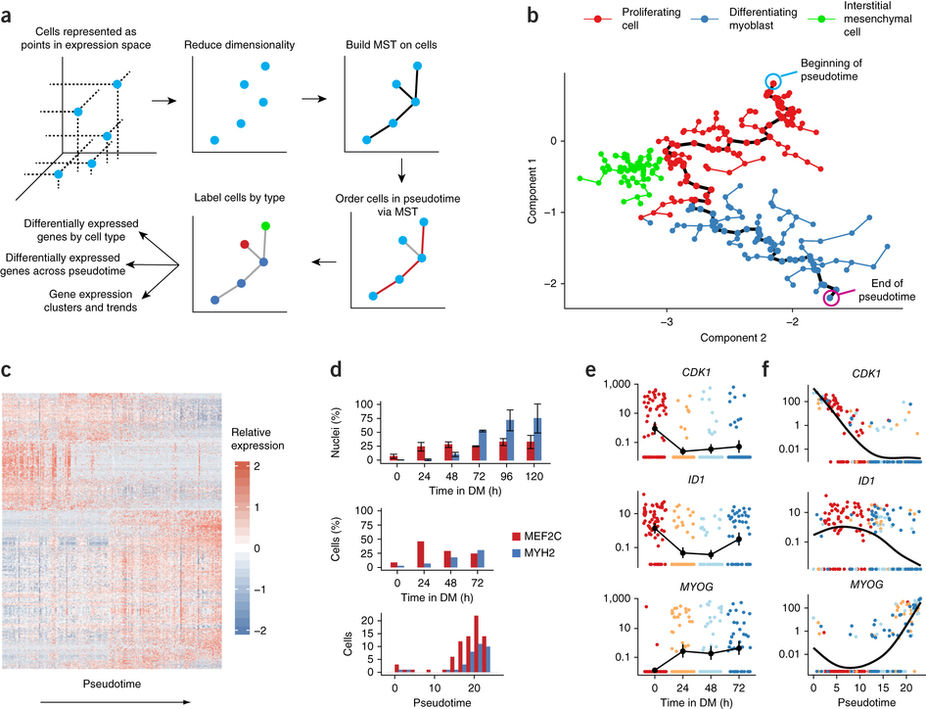 a
Cells represented as
points in expression space
Reduce dimensionality
Build MST on cells
Label cells by type
Order cells in pseudotime
via MST
Differentially expressed
genes by cell type
Differentially expressed
genes across pseudotime
Gene expression
clusters and trends
b
Proliferating
cell
Differentiating
myoblast
Interstitial
mesenchymal
cell
Beginning of
pseudotime
End of
pseudotime
Component 1
0
−1
−2
−3
−2
Component 2
c
Relative
expression
2
1
0
−1
−2
Pseudotime
d
Nuclei (%)
100
75
50
25
0
0 24 48 72 96 120
Time in DM (h)
Cells (%)
100
75
50
25
0
0 24 48 72
Time in DM (h)
MEF2C
MYH2
Cells
20
15
10
5
0
0 10 20
Pseudotime
e
CDK1
1,000
10
0.1
ID1
10
0.1
MYOG
1,000
10
0.1
0 24 48 72
Time in DM (h)
f
CDK1
100
1
0.01
ID1
10
0.1
MYOG
100
1
0.01
0 5 10 15 20
Pseudotime